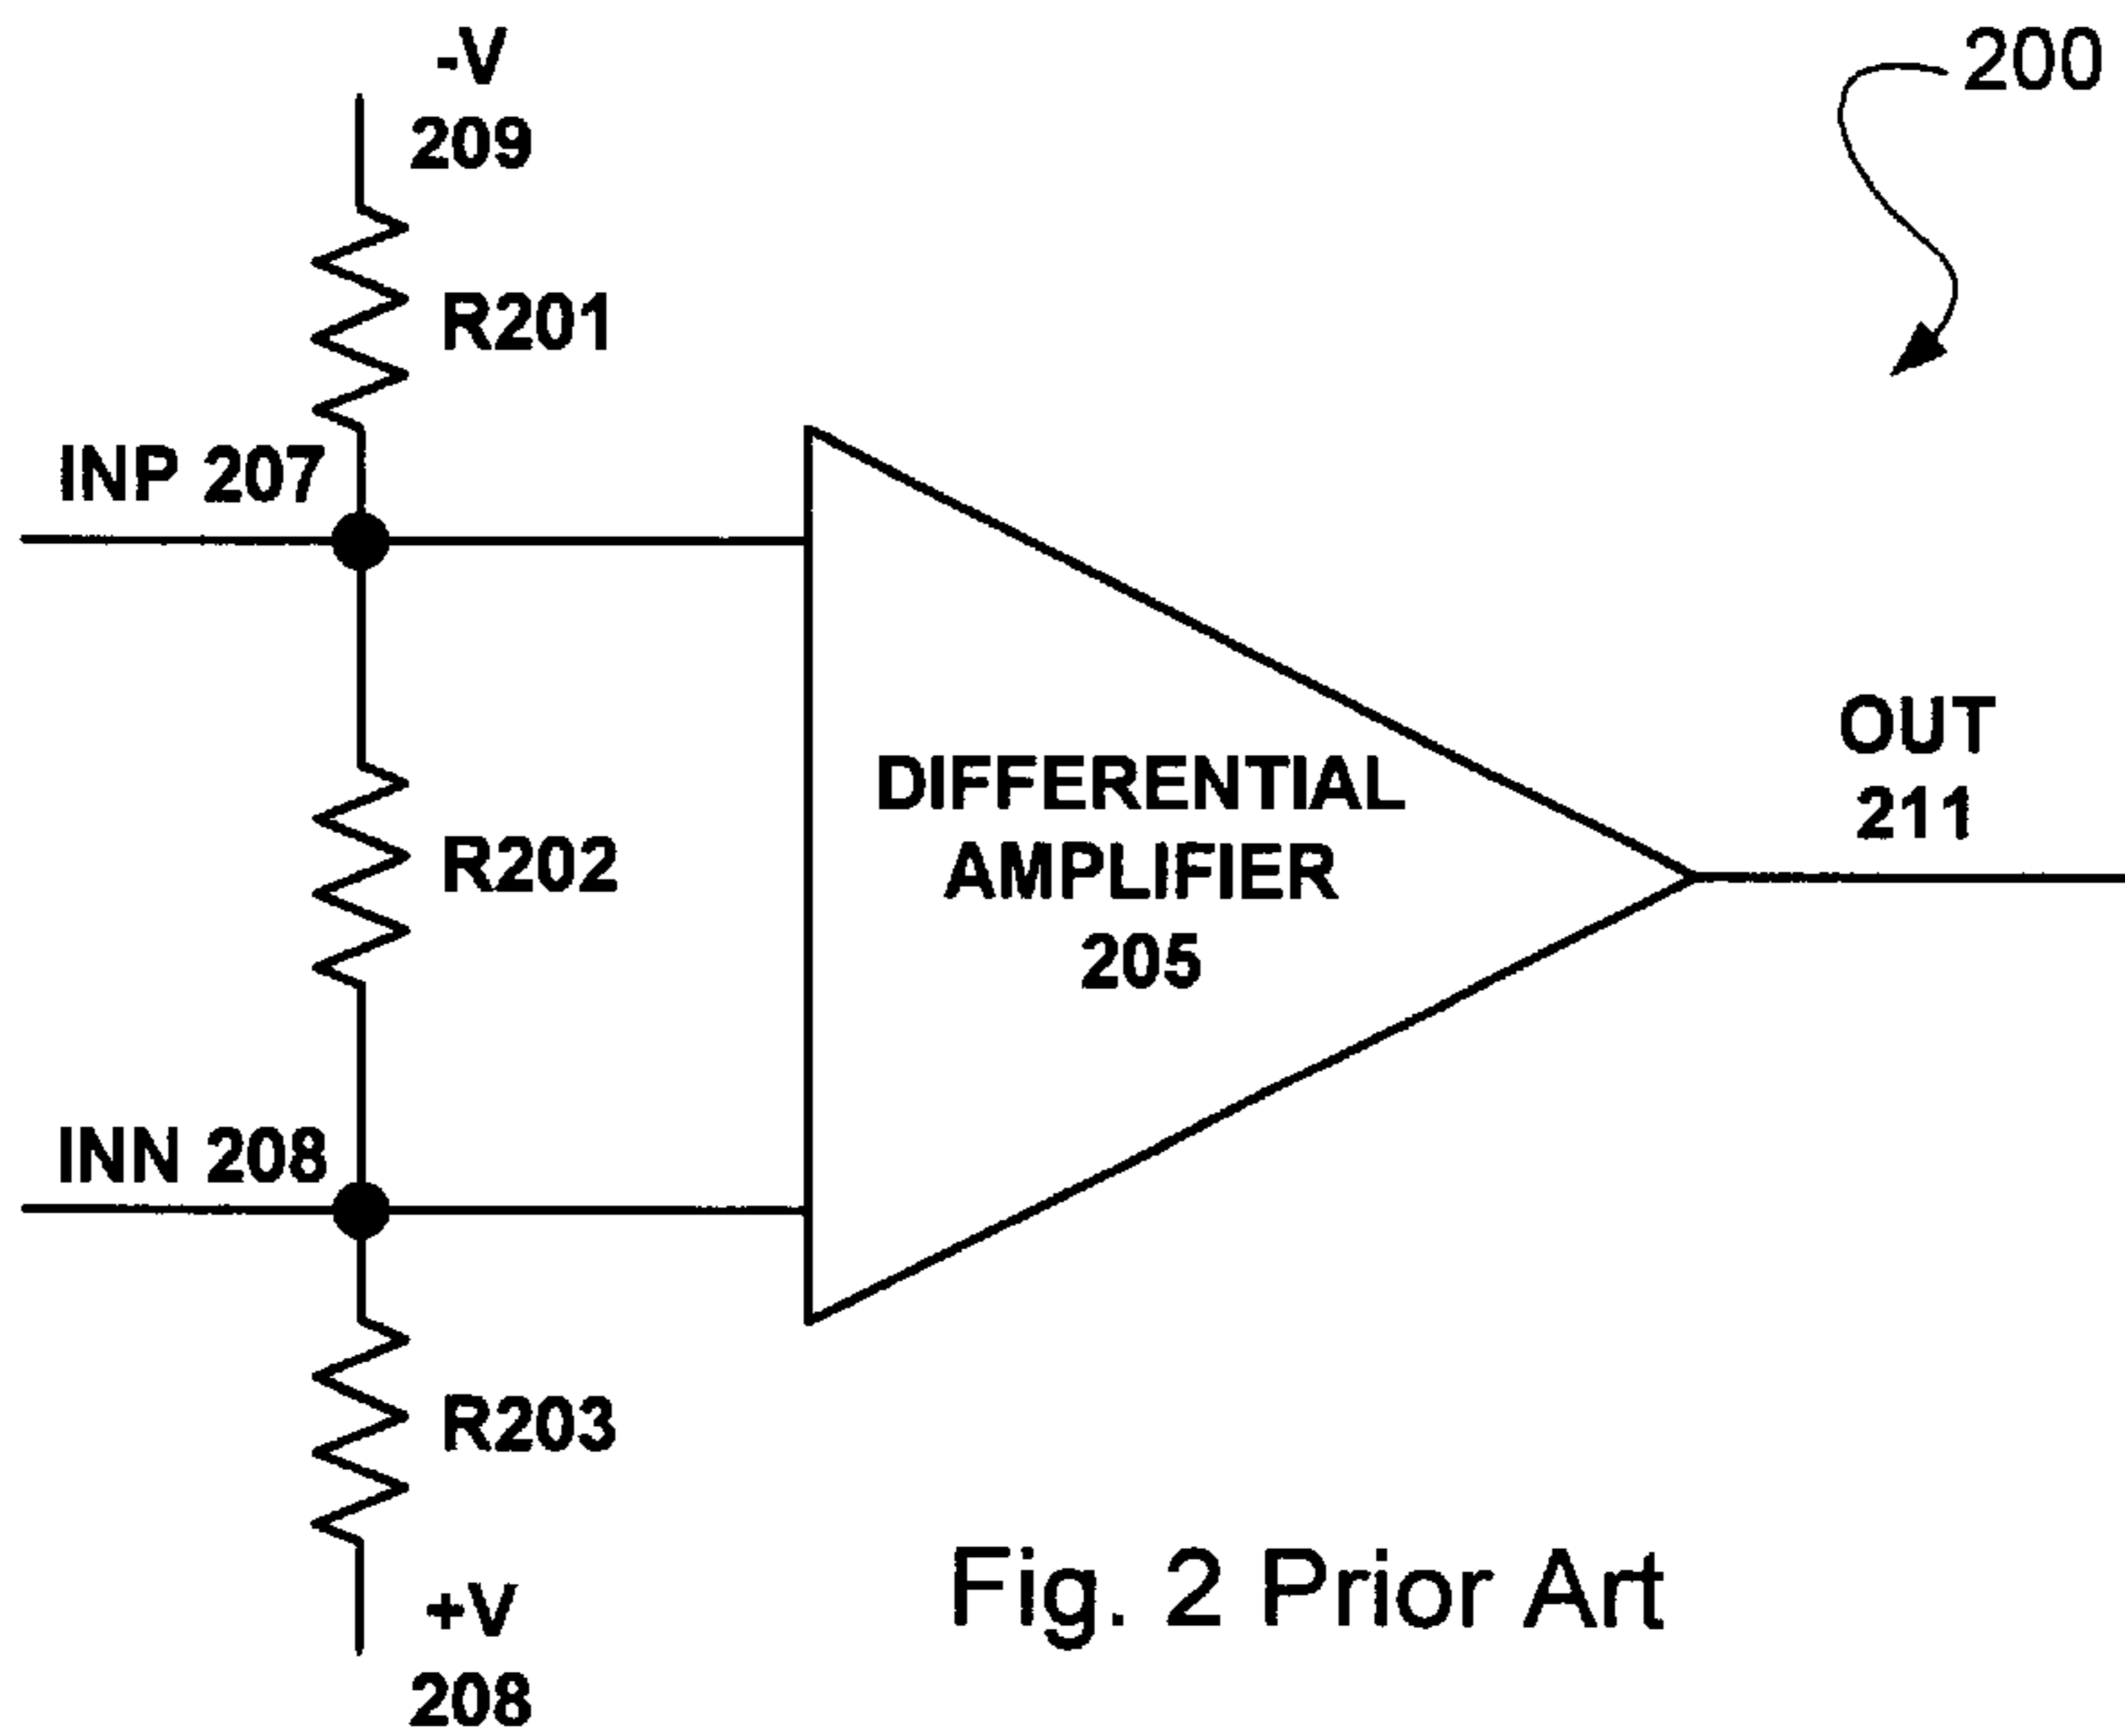 -V
209
200
R201
INP 207
R202
DIFFERENTIAL
AMPLIFIER
205
OUT
211
INN 208
R203
+V
208
Fig. 2 Prior Art